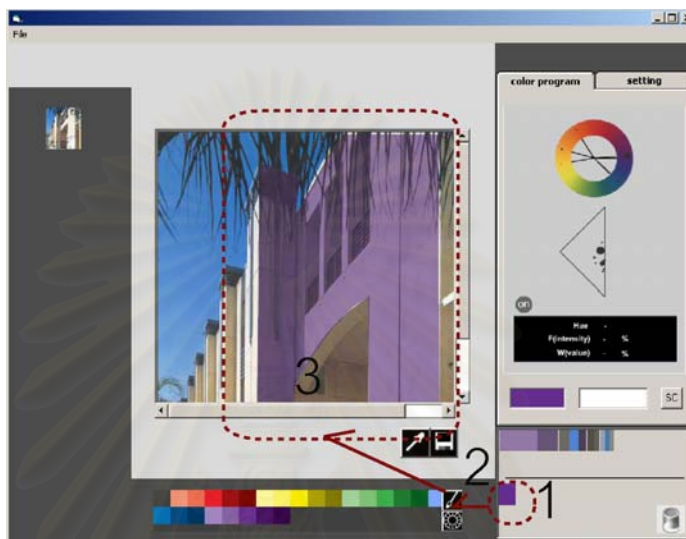 File
color program
setting
on
Hue - 
F(intensity) - %
W(value) - %
SC
3
2
1